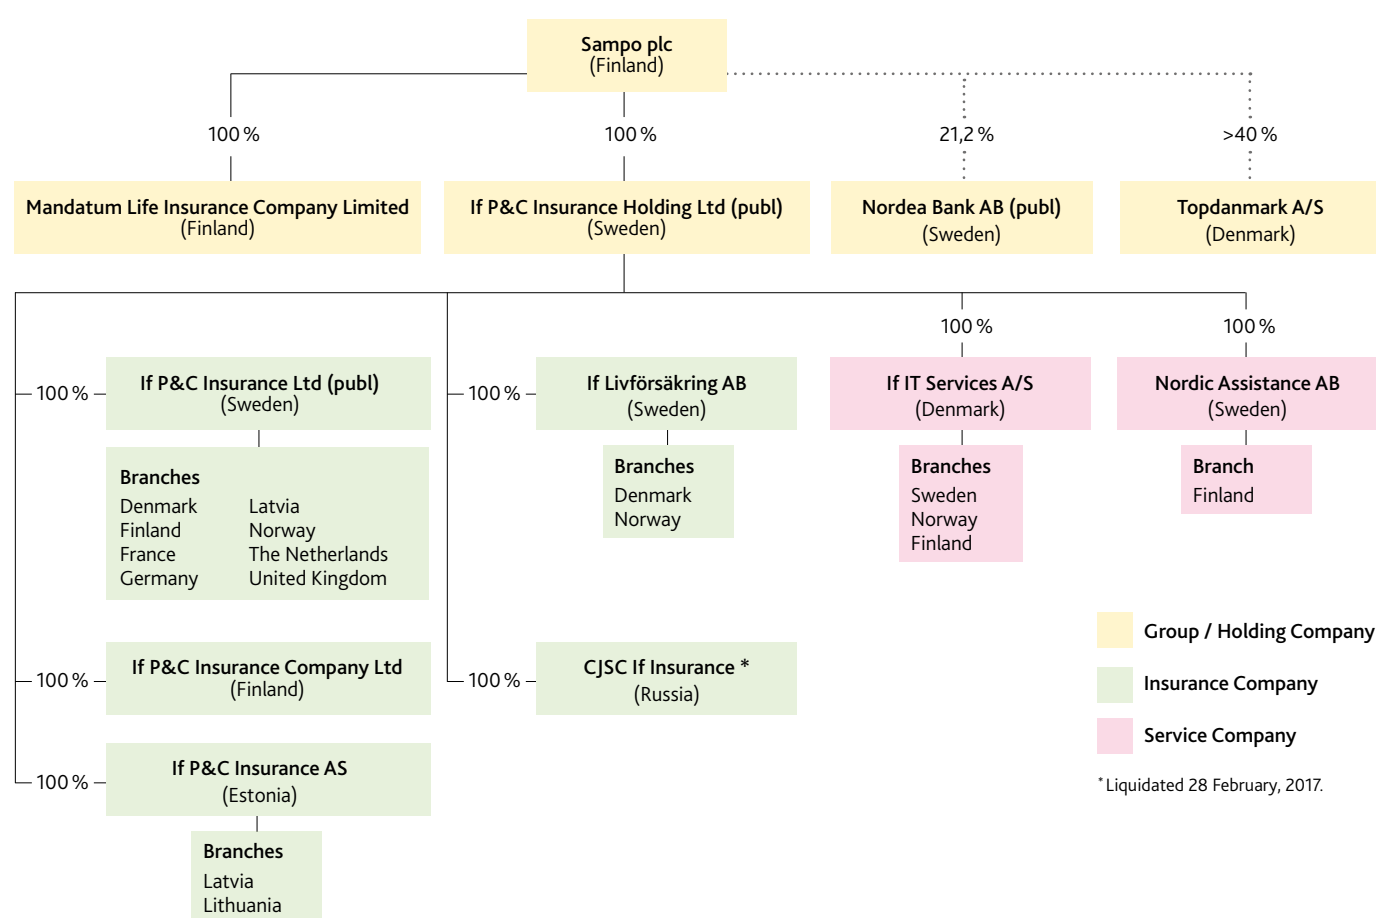 Sampo plc
(Finland)
100 %
100 %
21,2 %
>40 %
Mandatum Life Insurance Company Limited
(Finland)
If P&C Insurance Holding Ltd (publ)
(Sweden)
Nordea Bank AB (publ)
(Sweden)
Topdanmark A/S
(Denmark)
100 %
100 %
100 %
If P&C Insurance Ltd (publ)
(Sweden)
100 %
If Livförsäkring AB
(Sweden)
If IT Services A/S
(Denmark)
Nordic Assistance AB
(Sweden)
Branches
Denmark
Finland
France
Germany
Latvia
Norway
The Netherlands
United Kingdom
Branches
Denmark
Norway
Branches
Sweden
Norway
Finland
Branch
Finland
100 %
If P&C Insurance Company Ltd
(Finland)
100 %
CJSC If Insurance *
(Russia)
100 %
If P&C Insurance AS
(Estonia)
Branches
Latvia
Lithuania
Group / Holding Company
Insurance Company
Service Company
* Liquidated 28 February, 2017.